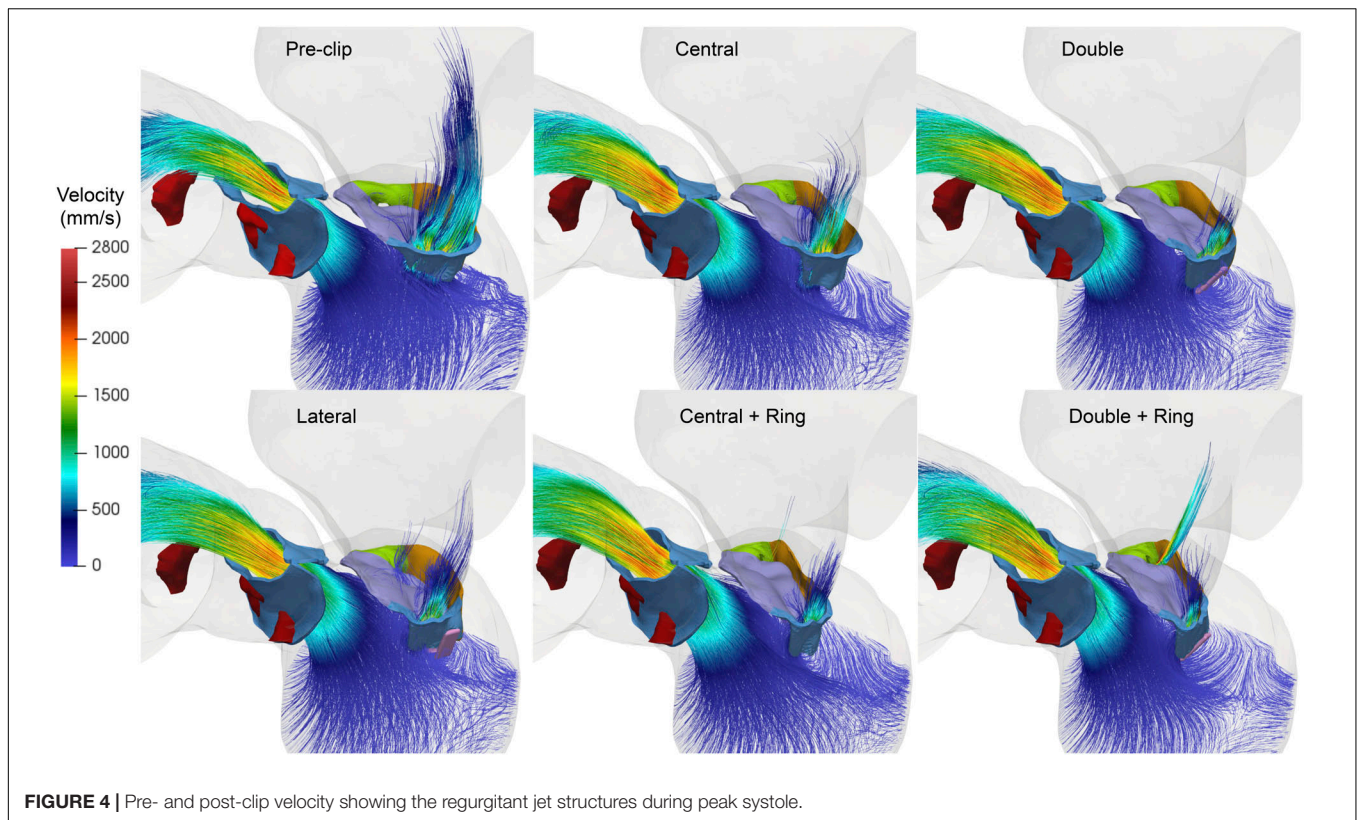 Pre-clip
Central
Double
Velocity
(mm/s)
2800
2500
2000
1500
1000
500
0
Lateral
Central + Ring
Double + Ring
FIGURE 4 | Pre- and post-clip velocity showing the regurgitant jet structures during peak systole.